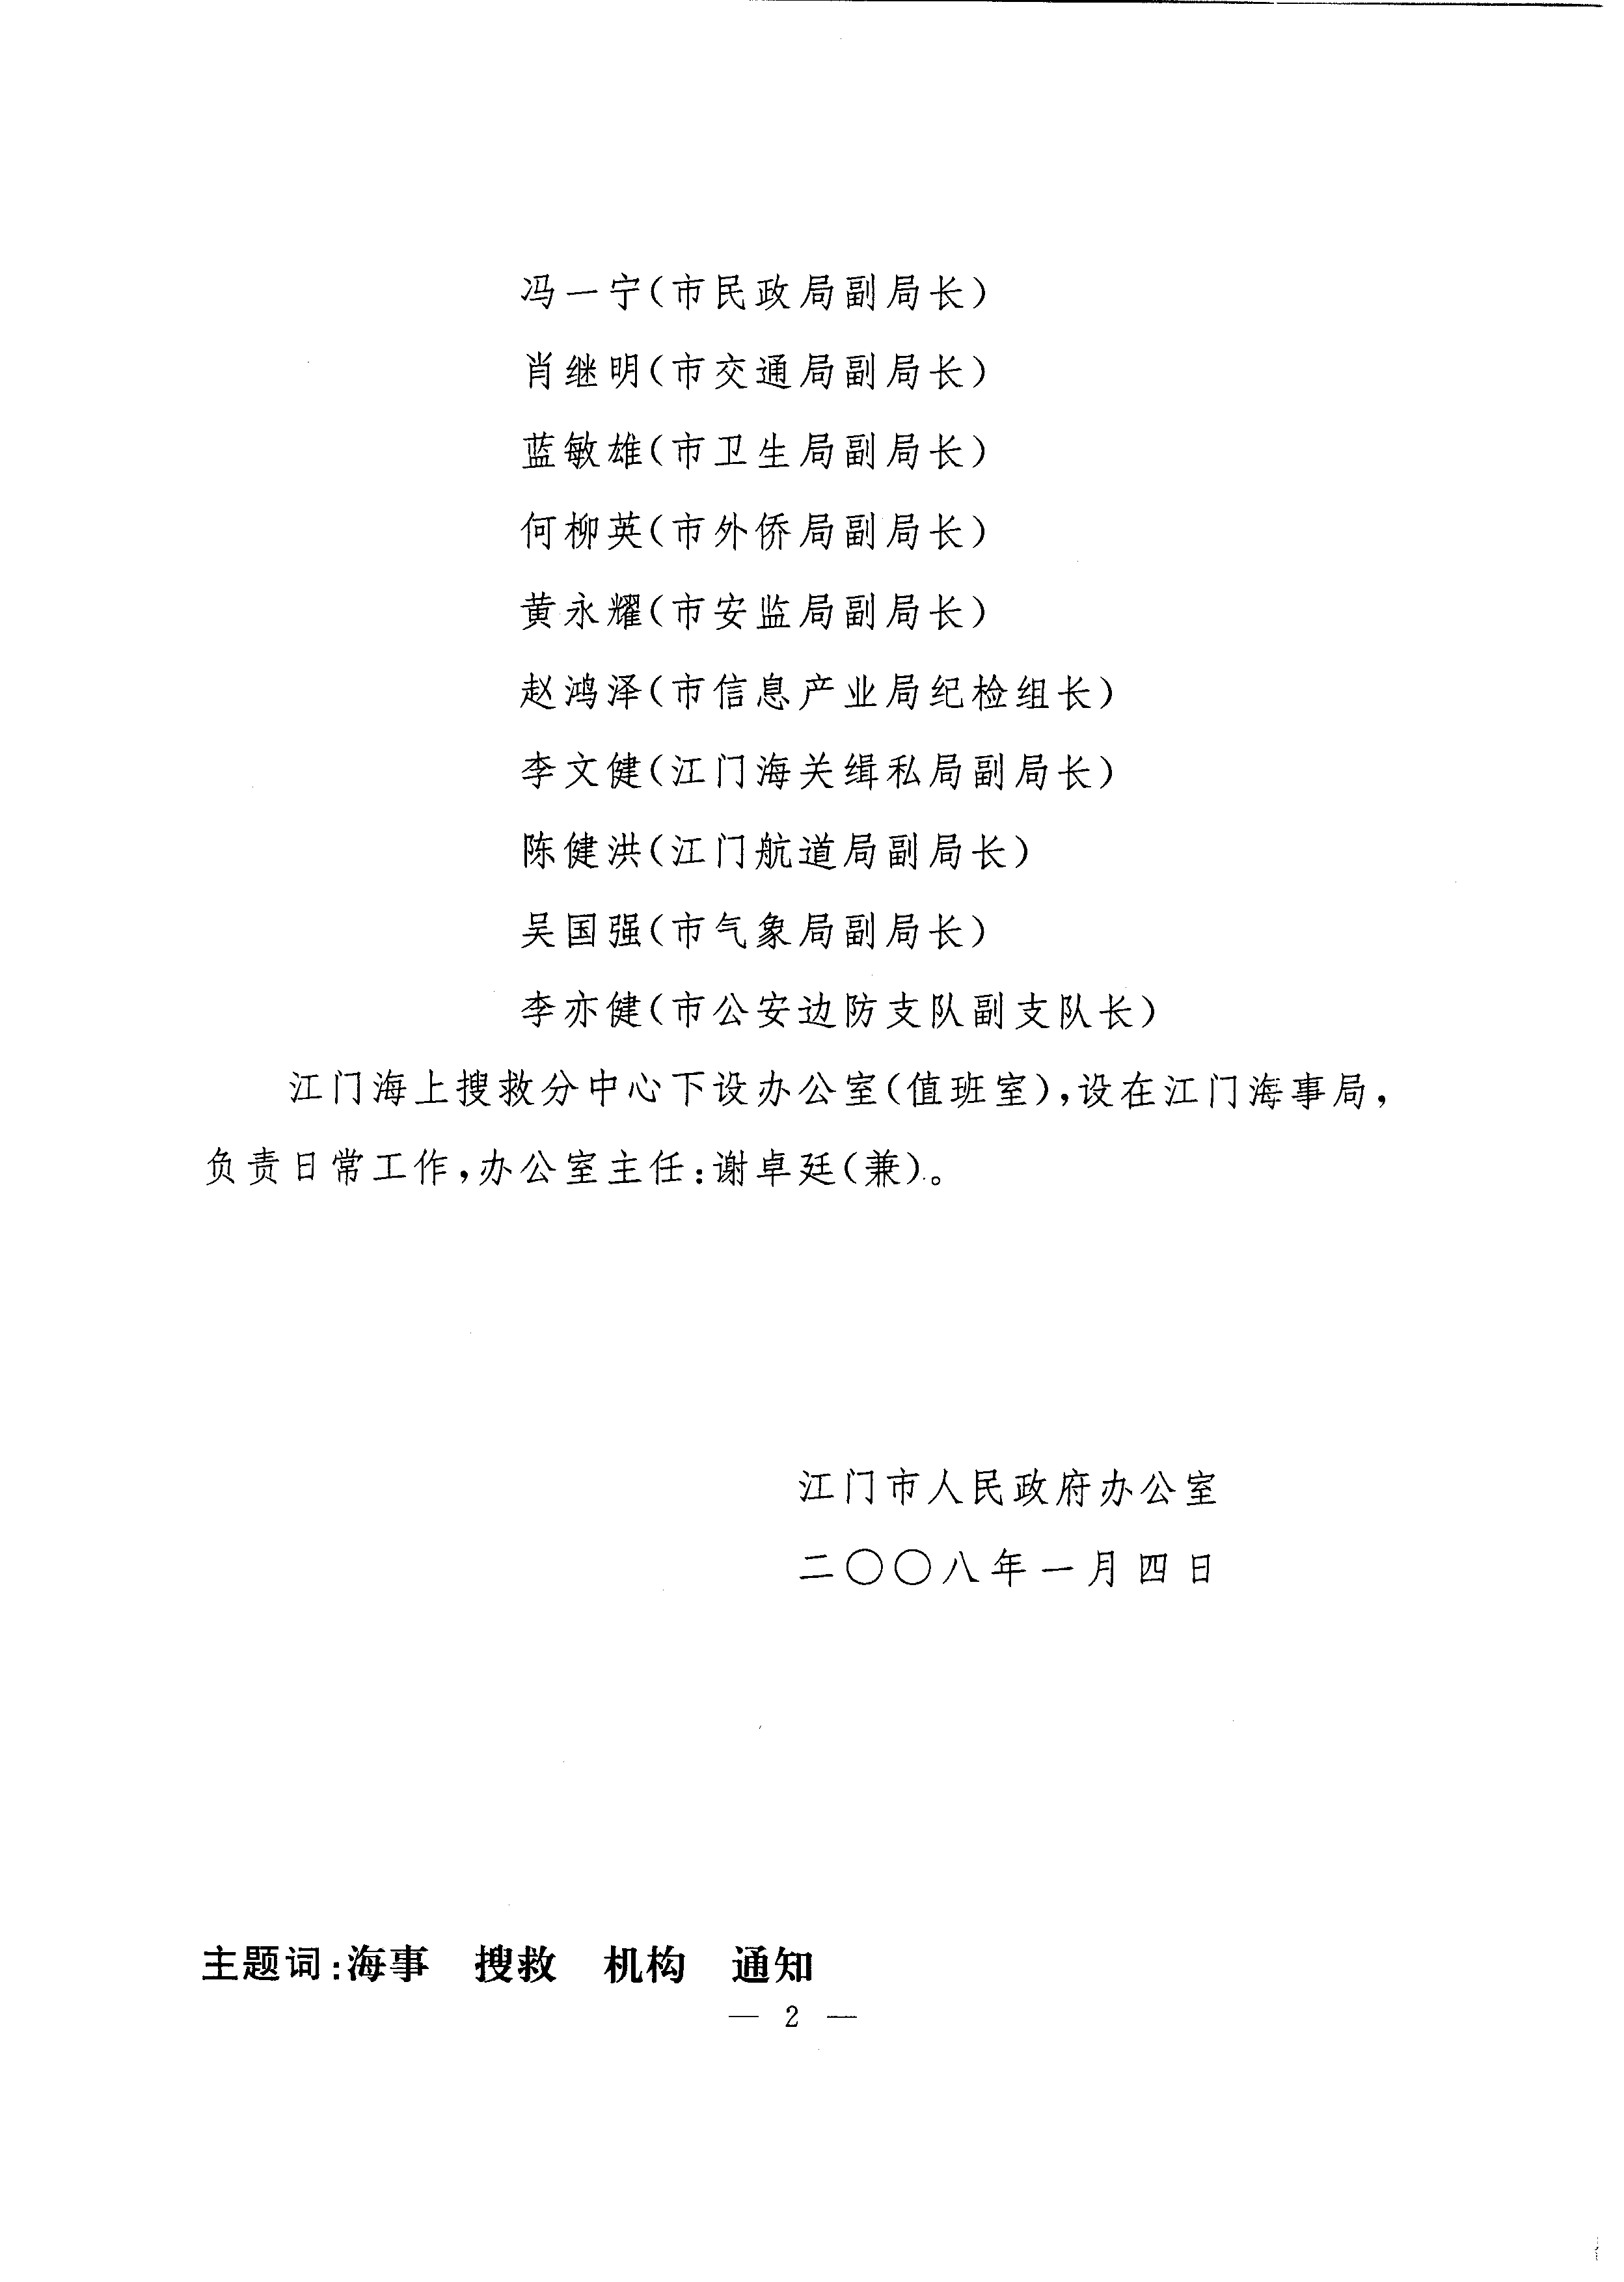 冯一宁(市民政局副局长)
肖继明(市交通局副局长)
蓝敏雄(市卫生局副局长)
何柳英(市外侨局副局长)
黄永耀(市安监局副局长)
赵鸿泽(市信息产业局纪检组长)
李文健(江门海关缉私局副局长)
陈健洪(江门航道局副局长)
吴国强(市气象局副局长)
李亦健(市公安边防支队副支队长)
江门海上搜救分中心下设办公室(值班室),设在江门海事局,
负责日常工作,办公室主任:谢卓廷(兼)。
江门市人民政府办公室
二〇〇八年一月四日
主题词:海事 搜救 机构 通知
— 2 —